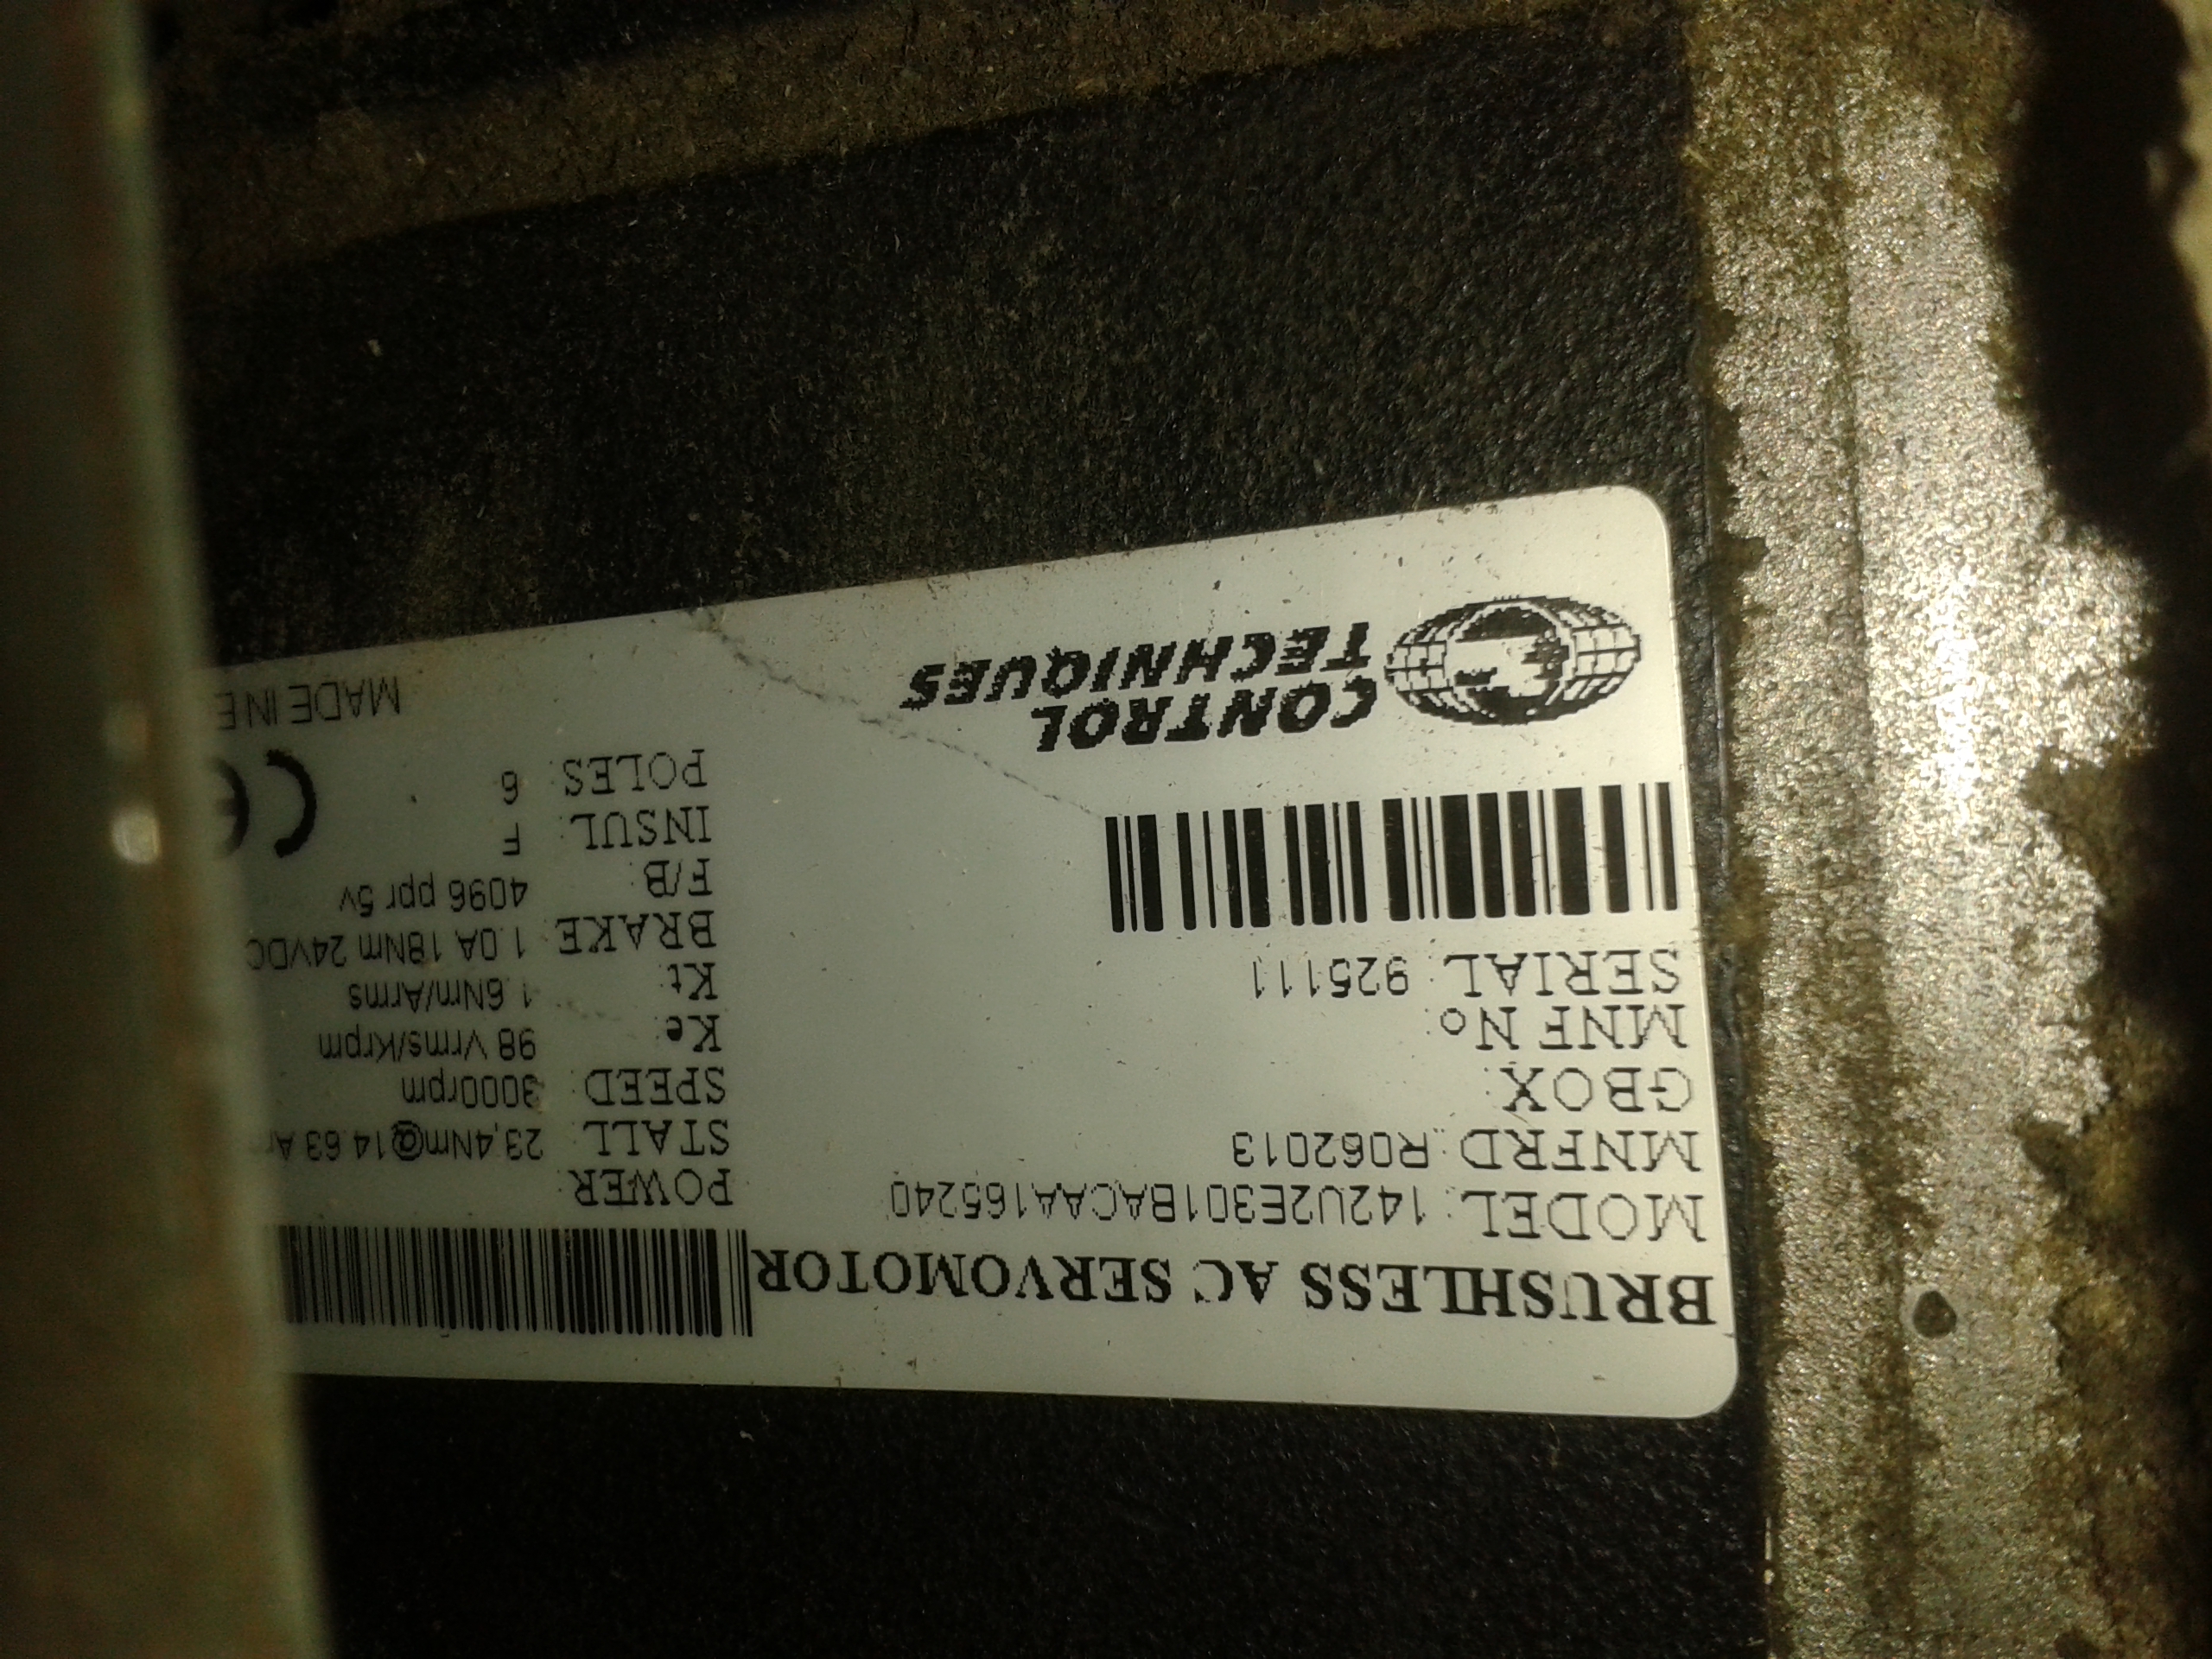 BRUSHLESS AC SERVOMOTOR
MODEL: 142U2E301BACAA165240
MNFRD: R062013
GBOX:
MNF No:
SERIAL: 925111
CONTROL
TECHNIQUES
POWER:
STALL: 23,4Nm@14.63
SPEED: 3000rpm
Ke: 98 Vrms/Krpm
Kt: 1.6Nm/Arms
BRAKE: 1.0A 18Nm 24VDC
F/B: 4096 ppr 5v
INSUL: F
POLES: 6
CE
MADE IN